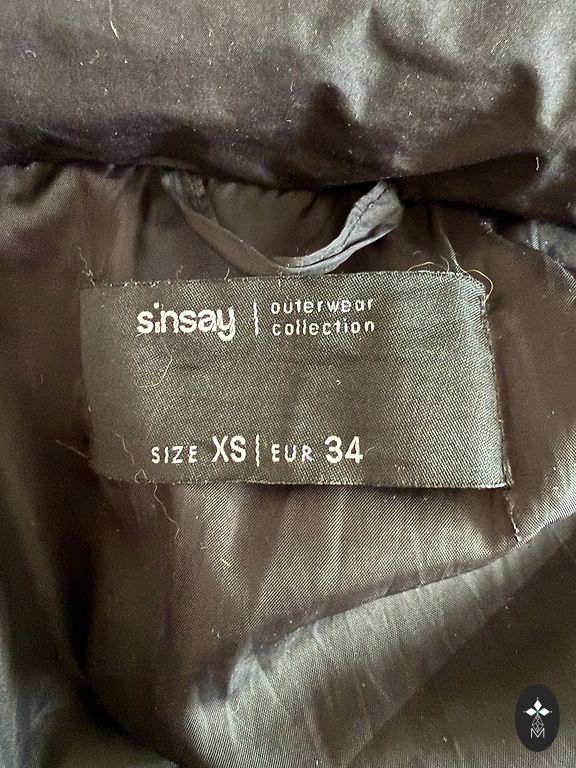 sinsay | outerwear
collection
SIZE XS | EUR 34
M